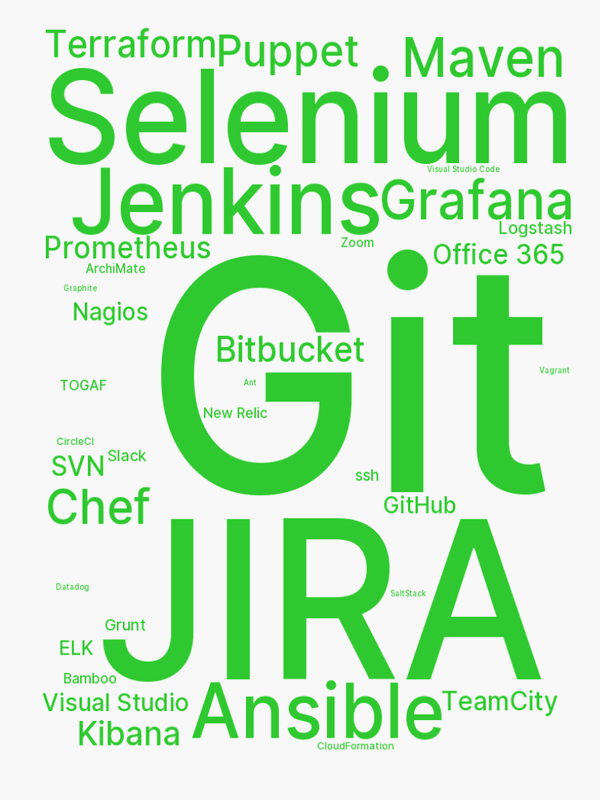 Terraform
Puppet
Maven
Selenium
Visual Studio Code
Jenkins
Grafana
Logstash
Prometheus
Zoom
Office 365
ArchiMate
Graphite
Nagios
Git
Bitbucket
Vagrant
TOGAF
Ant
New Relic
CircleCI
Slack
SVN
ssh
Chef
GitHub
JIRA
Datadog
SaltStack
Grunt
ELK
Bamboo
Visual Studio
Ansible
TeamCity
Kibana
CloudFormation